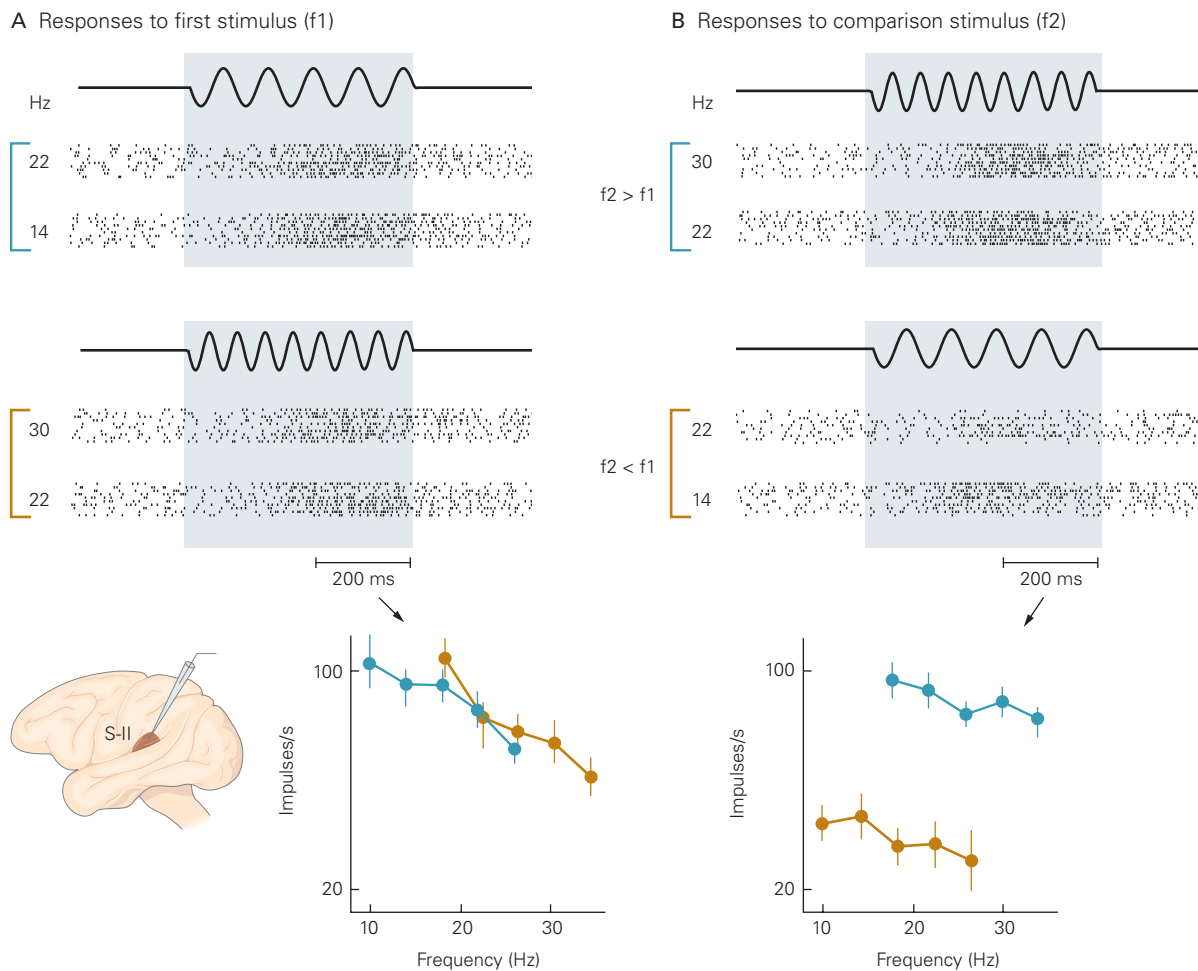 A Responses to first stimulus (f1)
Hz
22
14
30
22
200 ms
B Responses to comparison stimulus (f2)
Hz
f2 > f1
30
22
f2 < f1
22
14
200 ms
S-II
Impulses/s
100
20
10 20 30
Frequency (Hz)
Impulses/s
100
20
10 20 30
Frequency (Hz)